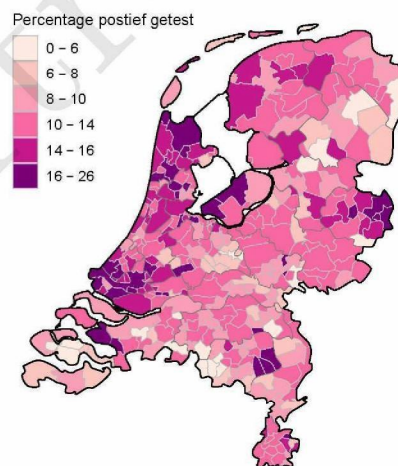 Percentage postief getest
0 – 6
6 – 8
8 – 10
10 – 14
14 – 16
16 – 26